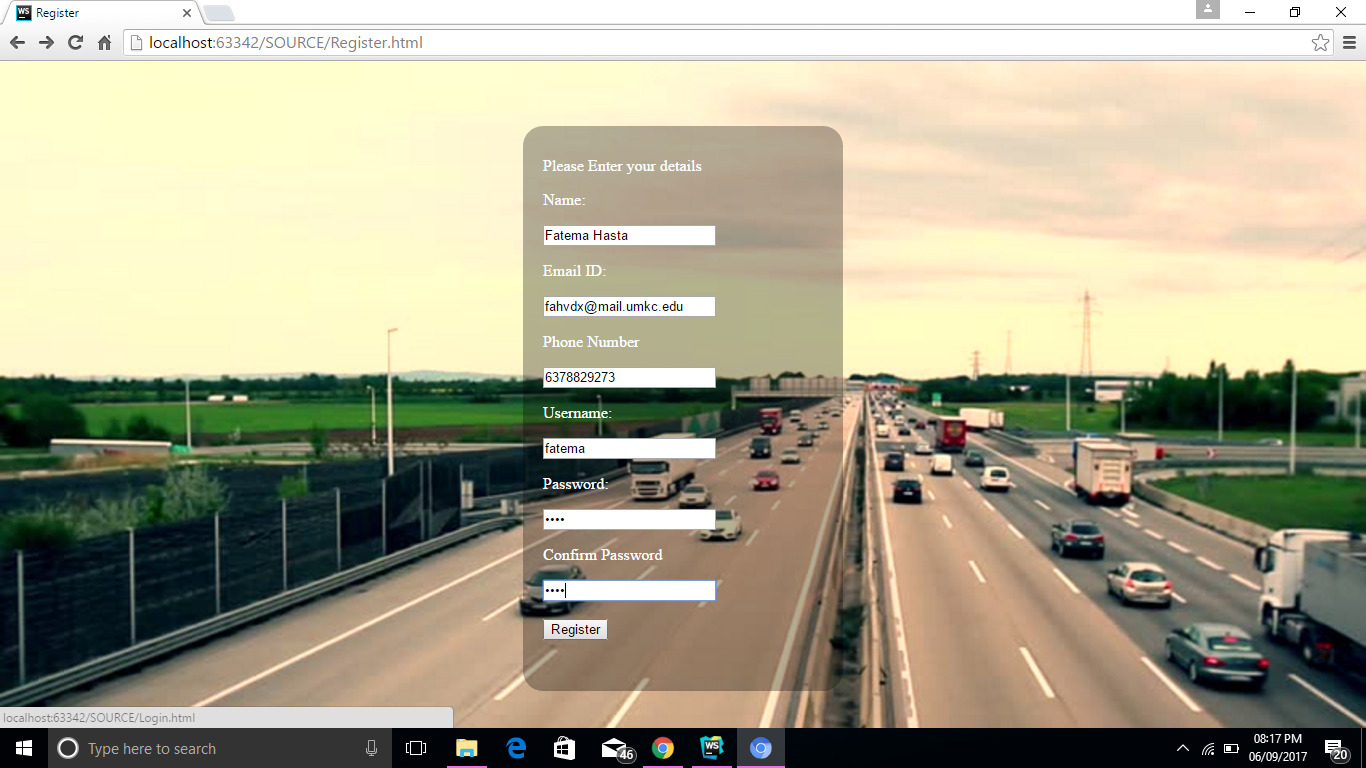 Register
localhost:63342/SOURCE/Register.html
Please Enter your details
Name:
Fatema Hasta
Email ID:
fahvdx@mail.umkc.edu
Phone Number
6378829273
Username:
fatema
Password:
••••
Confirm Password
••••
Register
localhost:63342/SOURCE/Login.html
Type here to search
46
WS
08:17 PM
06/09/2017
20